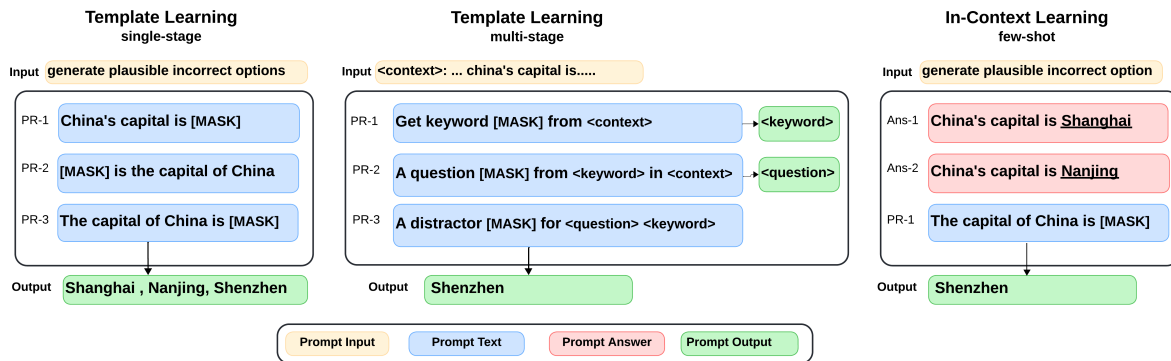 Template Learning
single-stage
Input generate plausible incorrect options
PR-1 China's capital is [MASK]
PR-2 [MASK] is the capital of China
PR-3 The capital of China is [MASK]
Output Shanghai , Nanjing, Shenzhen
Template Learning
multi-stage
Input <context>: ... china's capital is.....
PR-1 Get keyword [MASK] from <context> <keyword>
PR-2 A question [MASK] from <keyword> in <context> <question>
PR-3 A distractor [MASK] for <question> <keyword>
Output Shenzhen
In-Context Learning
few-shot
Input generate plausible incorrect option
Ans-1 China's capital is Shanghai
Ans-2 China's capital is Nanjing
PR-1 The capital of China is [MASK]
Output Shenzhen
Prompt Input Prompt Text Prompt Answer Prompt Output